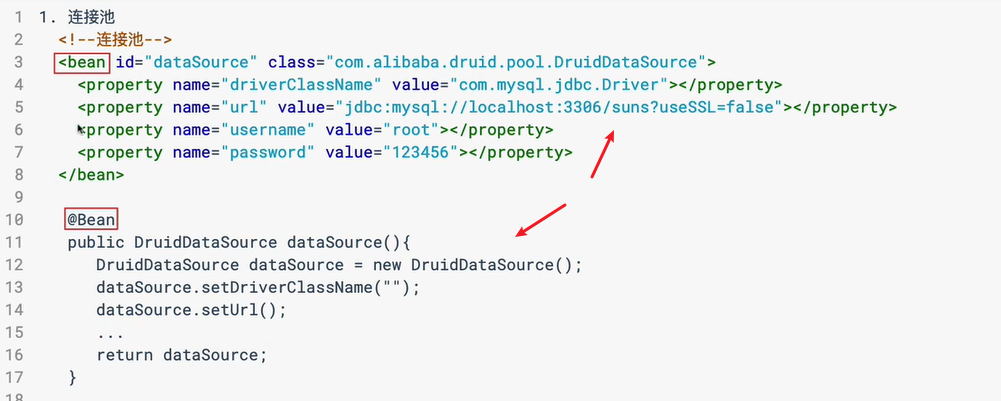 1 1. 连接池
2 <!--连接池-->
3 <bean id="dataSource" class="com.alibaba.druid.pool.DruidDataSource">
4 <property name="driverClassName" value="com.mysql.jdbc.Driver"></property>
5 <property name="url" value="jdbc:mysql://localhost:3306/suns?useSSL=false"></property>
6 <property name="username" value="root"></property>
7 <property name="password" value="123456"></property>
8 </bean>
9
10 @Bean
11 public DruidDataSource dataSource(){
12 DruidDataSource dataSource = new DruidDataSource();
13 dataSource.setDriverClassName("");
14 dataSource.setUrl();
15 ...
16 return dataSource;
17 }
18